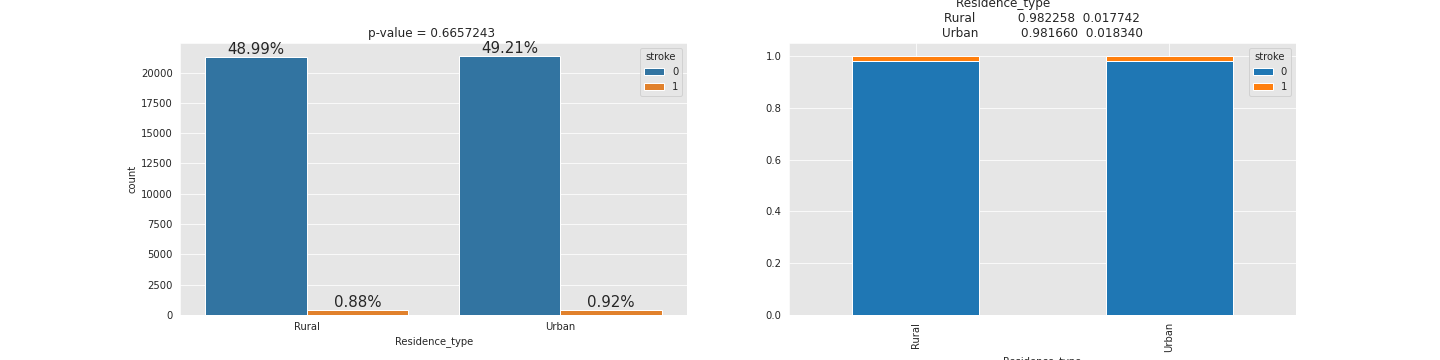 p-value = 0.6657243
48.99%
49.21%
0.88%
0.92%
stroke
0
1
20000
17500
15000
12500
10000
7500
5000
2500
0
count
Rural
Urban
Residence_type
Residence_type
Rural 0.982258 0.017742
Urban 0.981660 0.018340
stroke
0
1
1.0
0.8
0.6
0.4
0.2
0.0
Rural
Urban
Residence_type